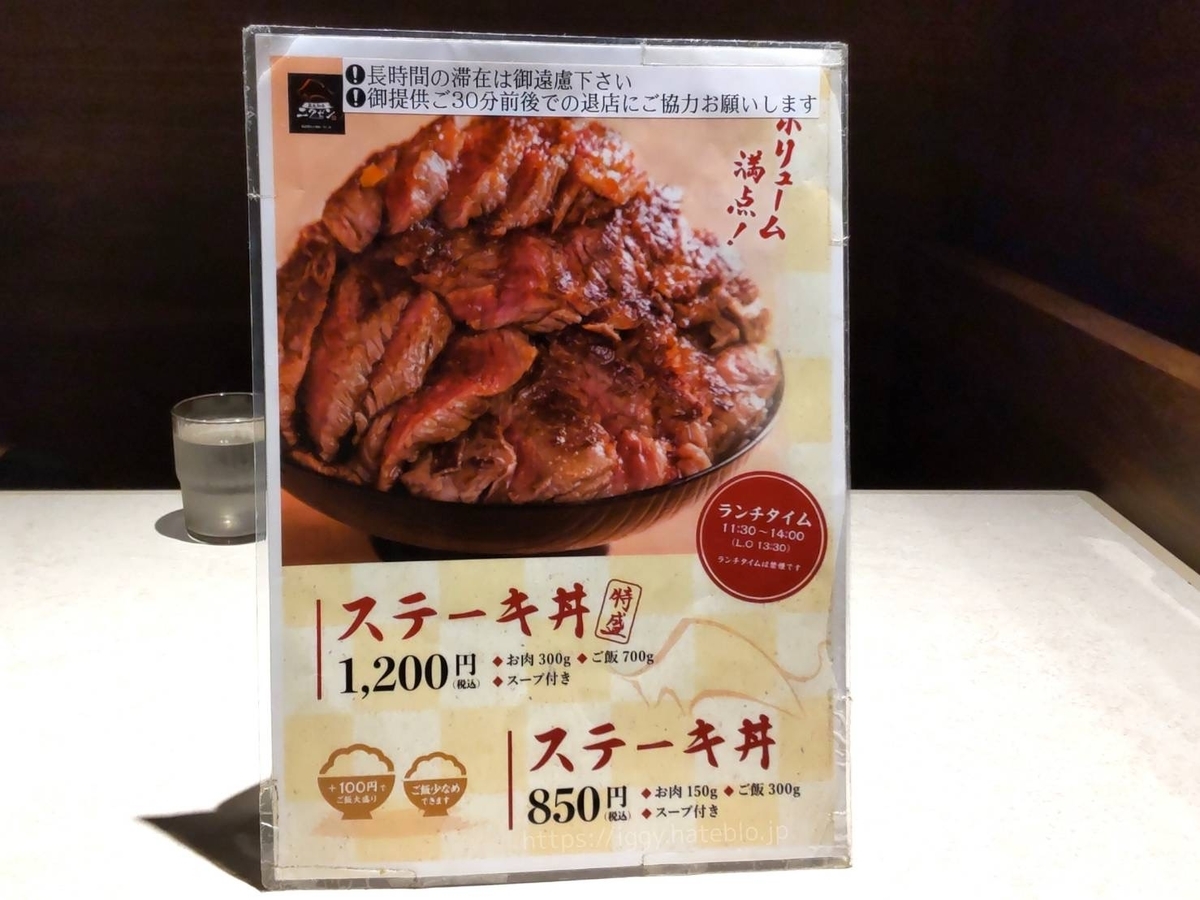 ❗長時間の滞在は御遠慮下さい
❗御提供ご30分前後での退店にご協力お願いします
ニクゼン
ボリューム
満点！
ランチタイム
11:30～14:00
(L.O 13:30)
ランチタイムは禁煙です
ステーキ丼 特盛
1,200円(税込)
◆お肉 300g ◆ご飯 700g
◆スープ付き
ステーキ丼
850円(税込)
◆お肉 150g ◆ご飯 300g
◆スープ付き
+100円で
ご飯大盛り
ご飯少なめ
できます
https://iggy.hateblo.jp